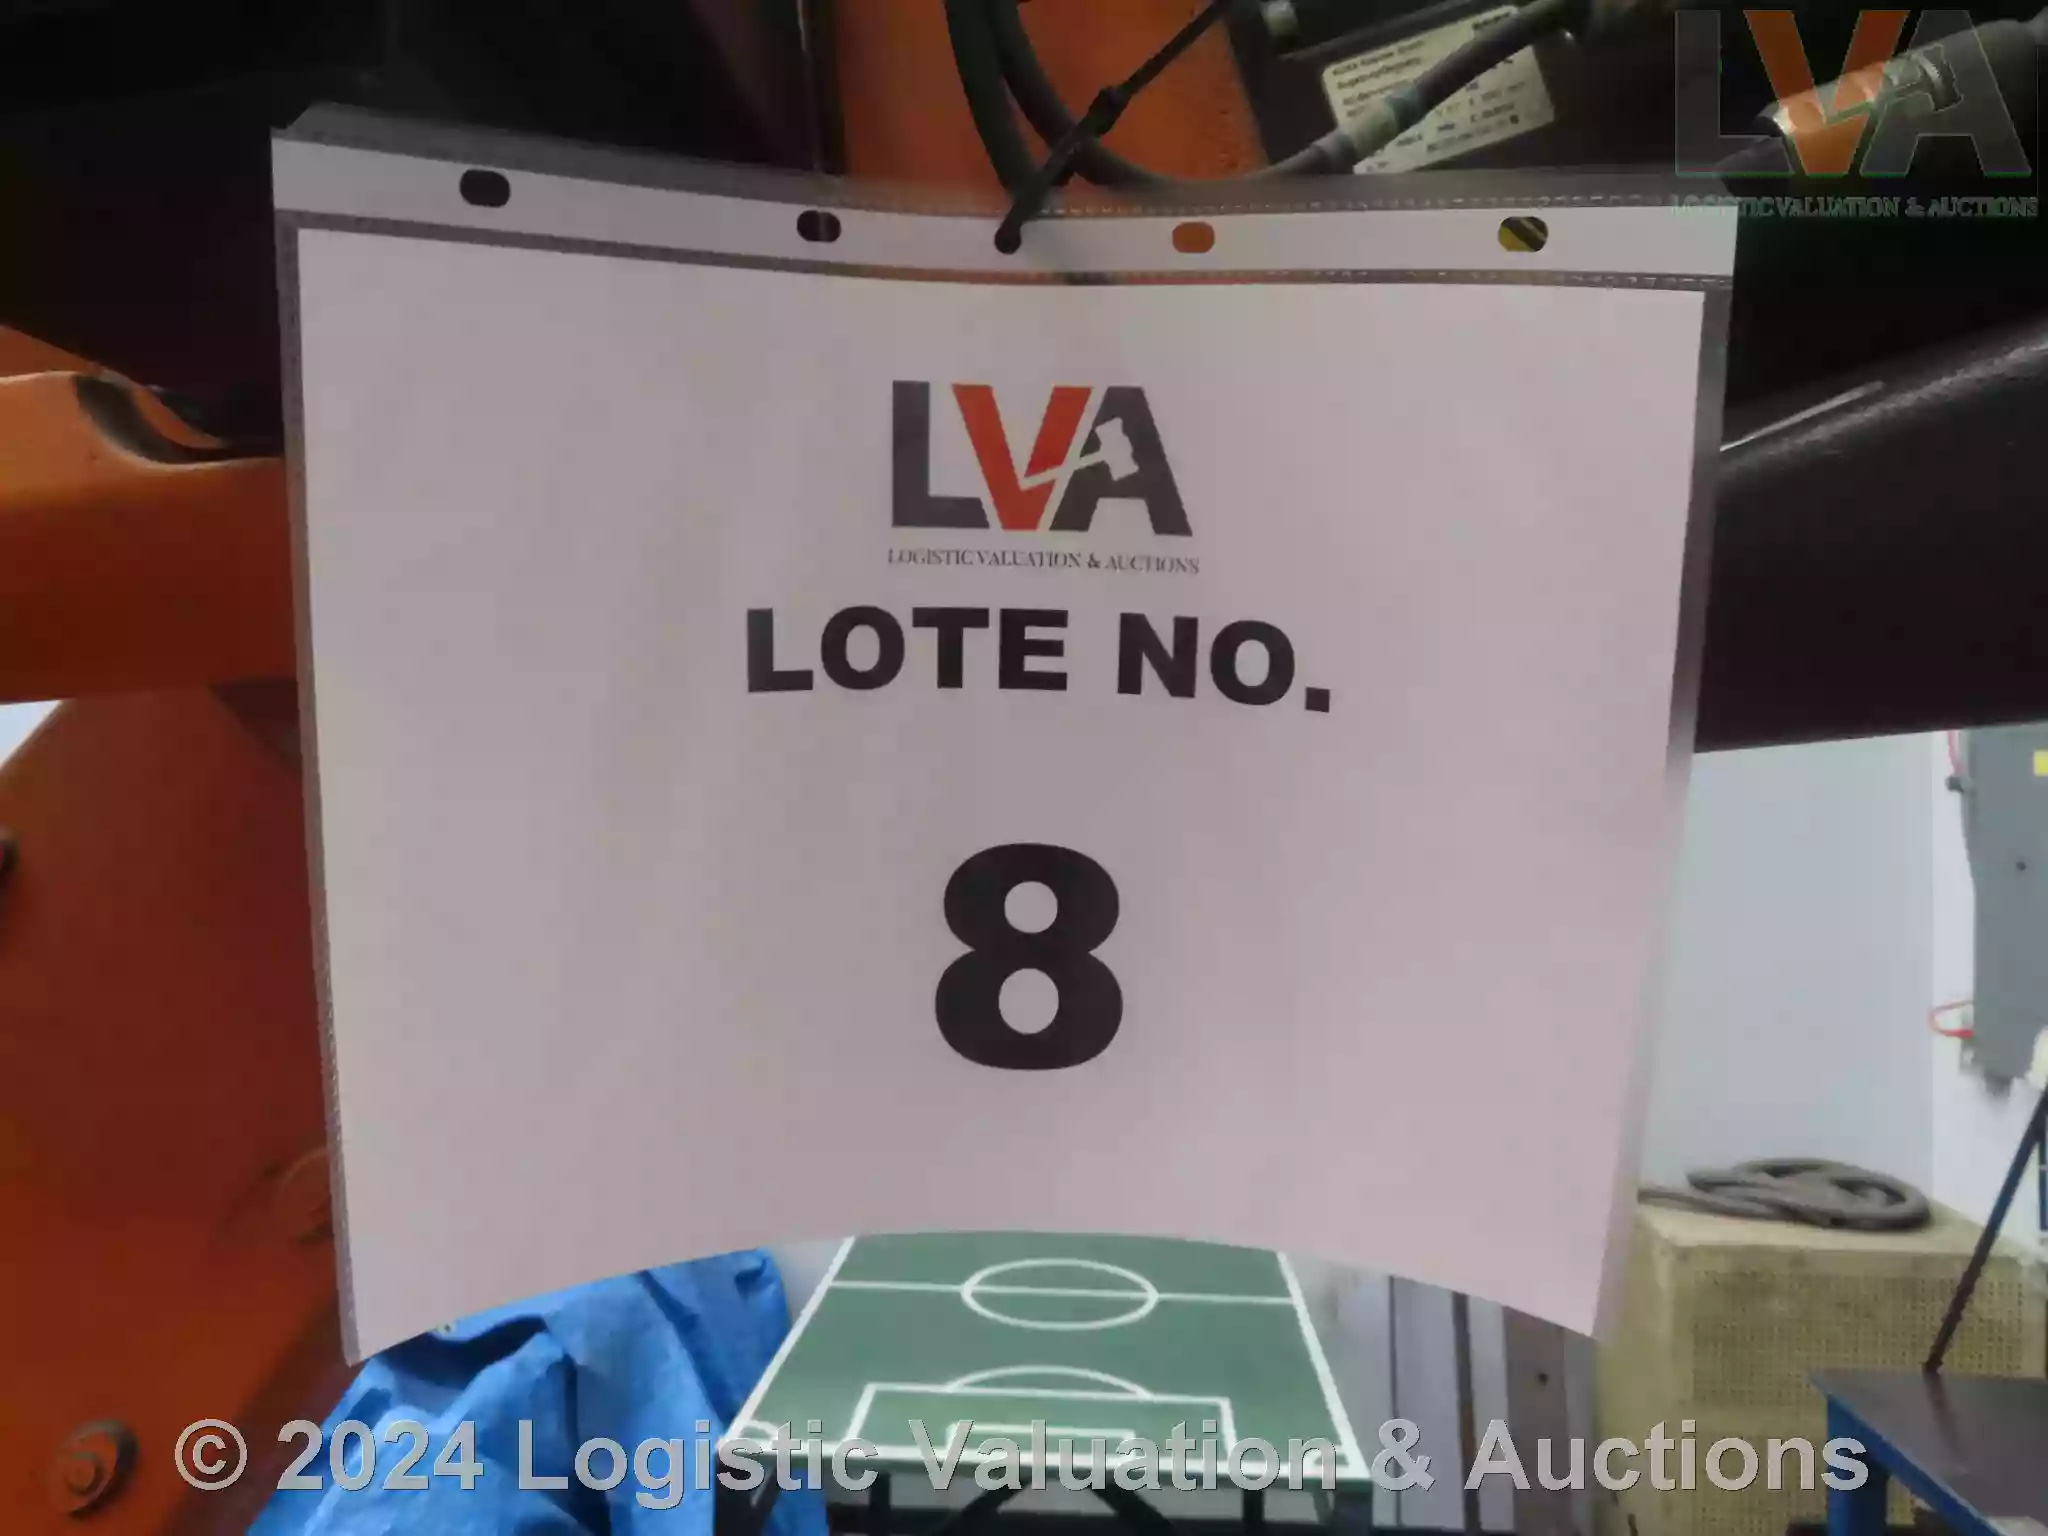 LVA
LOGISTIC VALUATION & AUCTIONS
LVA
LOGISTIC VALUATION & AUCTIONS
LOTE NO.
8
© 2024 Logistic Valuation & Auctions